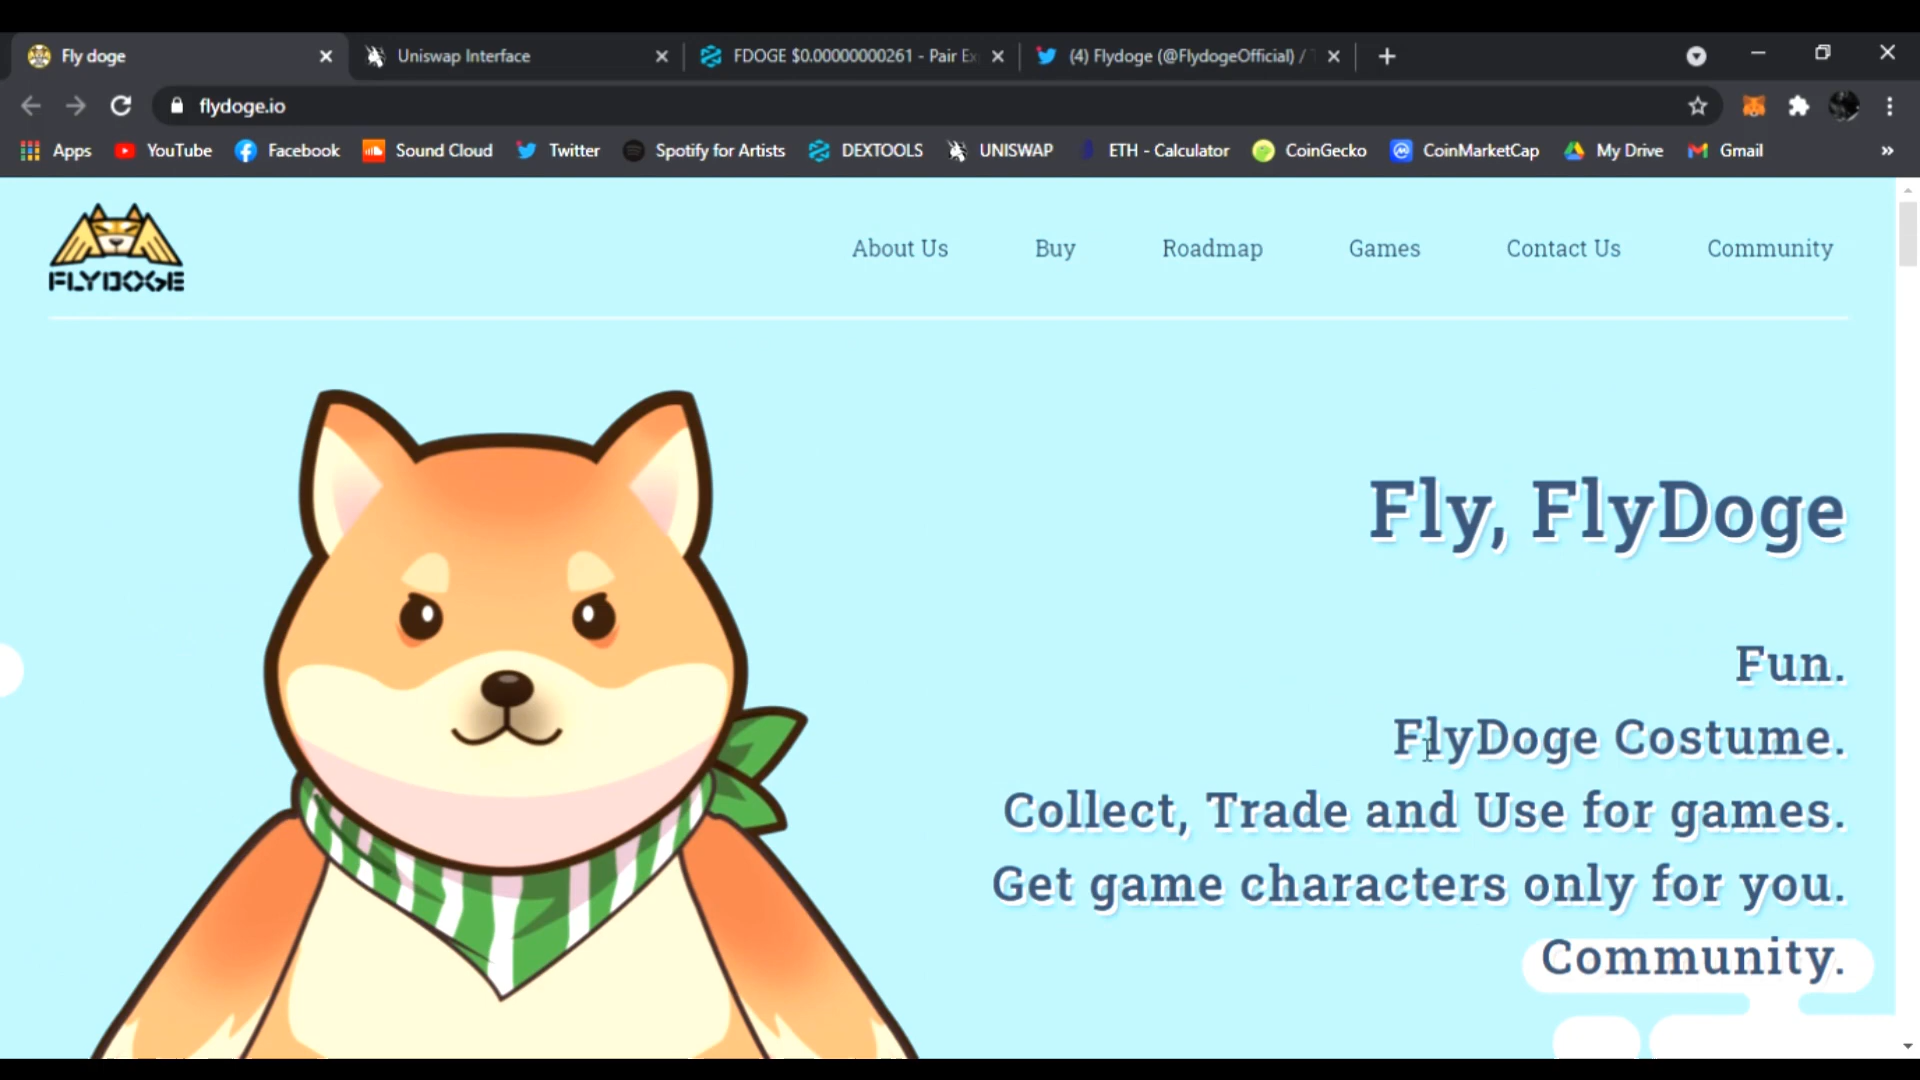 Fly doge
Uniswap Interface
FDOGE $0.00000000261 - Pair Ex
(4) Flydoge (@FlydogeOfficial) /
flydoge.io
Apps
YouTube
Facebook
Sound Cloud
Twitter
Spotify for Artists
DEXTOOLS
UNISWAP
ETH - Calculator
CoinGecko
CoinMarketCap
My Drive
Gmail
FLYDOGE
About Us
Buy
Roadmap
Games
Contact Us
Community
Fly, FlyDoge
Fun.
FlyDoge Costume.
Collect, Trade and Use for games.
Get game characters only for you.
Community.